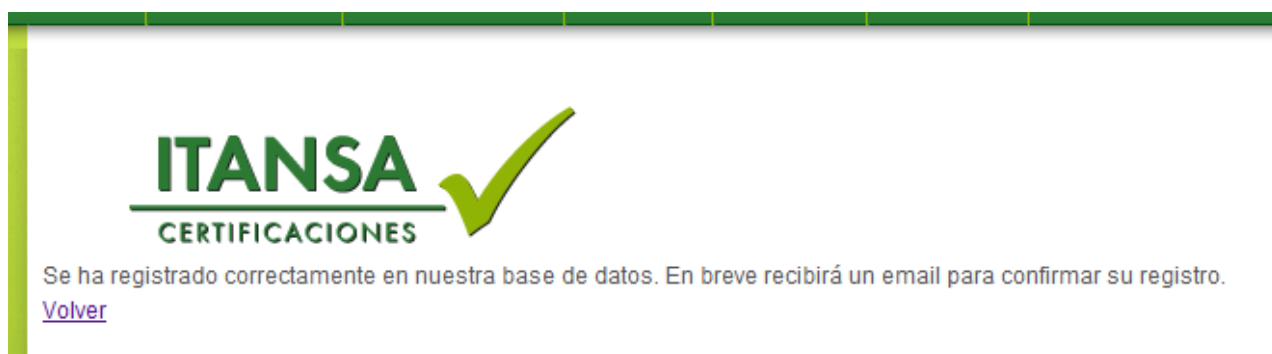 ITANSA
CERTIFICACIONES
Se ha registrado correctamente en nuestra base de datos. En breve recibirá un email para confirmar su registro.
Volver